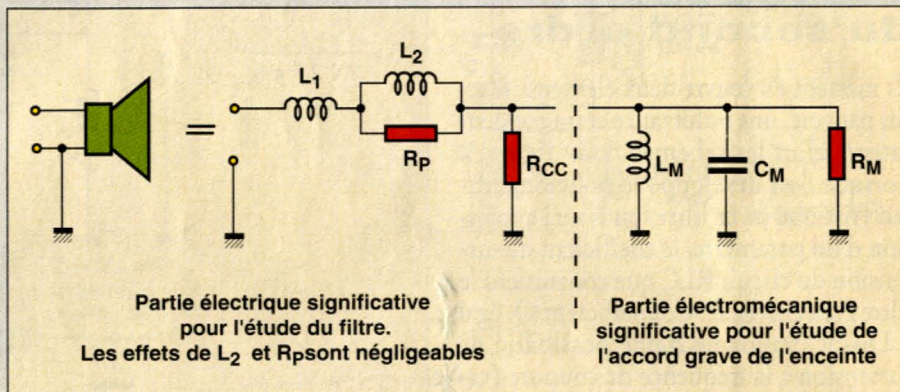 L1
L2
RP
RCC
LM
CM
RM
=
Partie électrique significative
pour l'étude du filtre.
Les effets de L2 et RPsont négligeables
Partie électromécanique
significative pour l'étude de
l'accord grave de l'enceinte